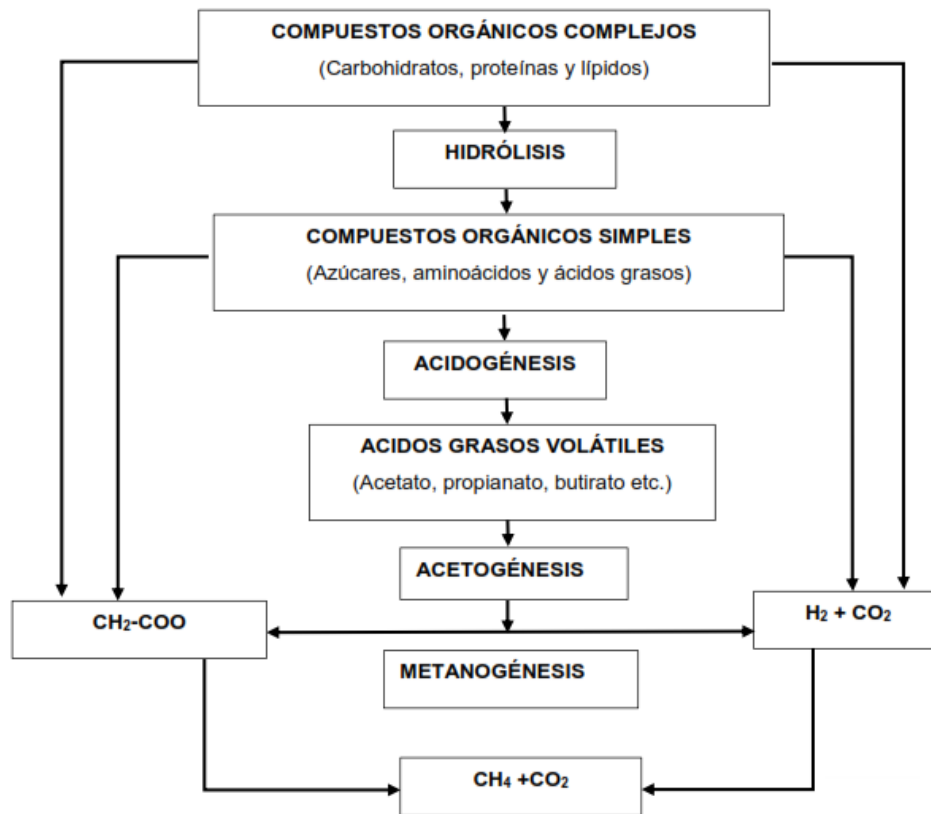 COMPUESTOS ORGÁNICOS COMPLEJOS
(Carbohidratos, proteínas y lípidos)
HIDRÓLISIS
COMPUESTOS ORGÁNICOS SIMPLES
(Azúcares, aminoácidos y ácidos grasos)
ACIDOGÉNESIS
ACIDOS GRASOS VOLÁTILES
(Acetato, propianato, butirato etc.)
ACETOGÉNESIS
CH₂-COO
H₂ + CO₂
METANOGÉNESIS
CH₄ +CO₂